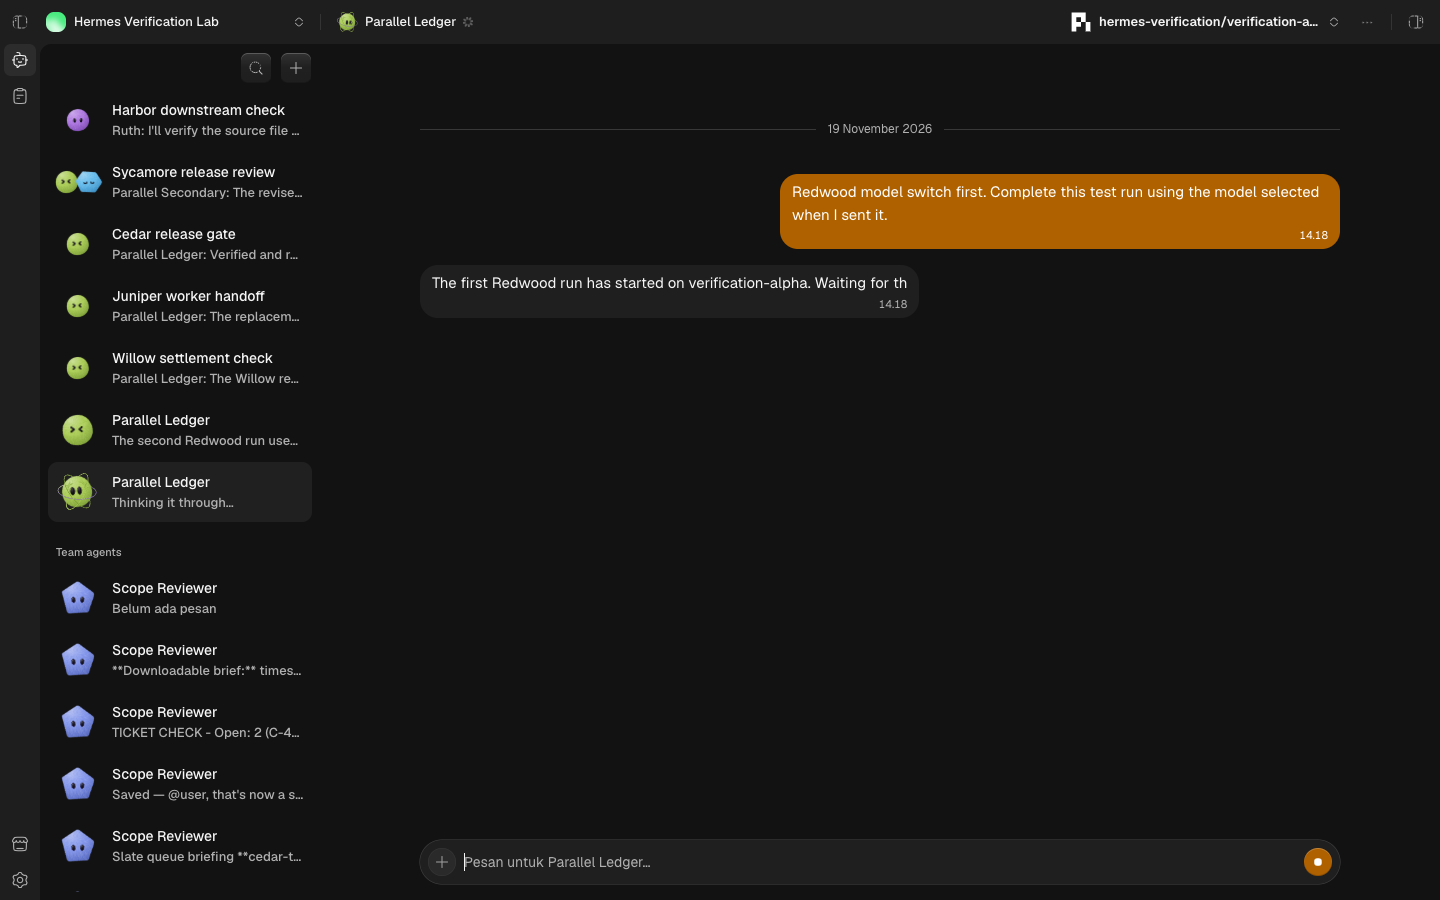 Hermes Verification Lab
Parallel Ledger
hermes-verification/verification-a...
Harbor downstream check
Ruth: I'll verify the source file ...
Sycamore release review
Parallel Secondary: The revise...
Cedar release gate
Parallel Ledger: Verified and r...
Juniper worker handoff
Parallel Ledger: The replacem...
Willow settlement check
Parallel Ledger: The Willow re...
Parallel Ledger
The second Redwood run use...
Parallel Ledger
Thinking it through...
Team agents
Scope Reviewer
Belum ada pesan
Scope Reviewer
**Downloadable brief:** times...
Scope Reviewer
TICKET CHECK - Open: 2 (C-4...
Scope Reviewer
Saved — @user, that's now a s...
Scope Reviewer
Slate queue briefing **cedar-t...
19 November 2026
Redwood model switch first. Complete this test run using the model selected
when I sent it.
14.18
The first Redwood run has started on verification-alpha. Waiting for th
14.18
Pesan untuk Parallel Ledger...